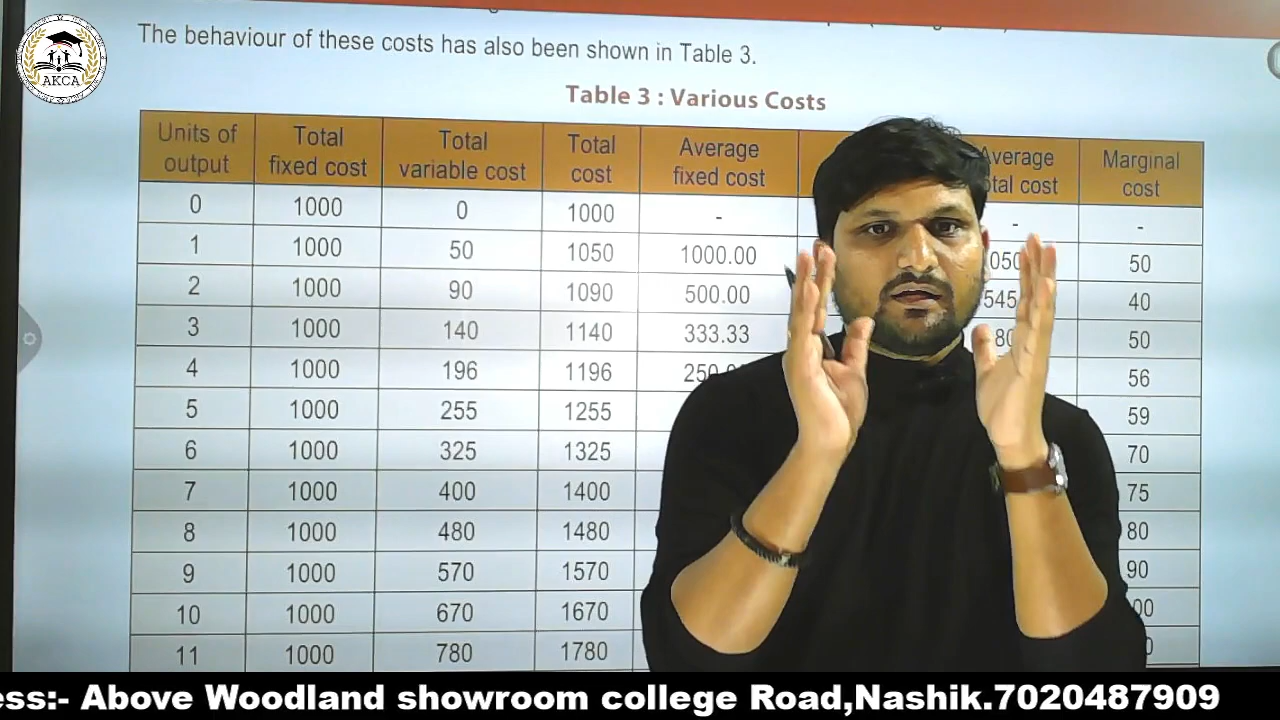 AKCA
The behaviour of these costs has also been shown in Table 3.
Table 3 : Various Costs
Units of output Total fixed cost Total variable cost Total cost Average fixed cost Average total cost Marginal cost
0 1000 0 1000 - - -
1 1000 50 1050 1000.00 50
2 1000 90 1090 500.00 545 40
3 1000 140 1140 333.33 50
4 1000 196 1196 56
5 1000 255 1255 59
6 1000 325 1325 70
7 1000 400 1400 75
8 1000 480 1480 80
9 1000 570 1570 90
10 1000 670 1670
11 1000 780 1780
ess:- Above Woodland showroom college Road,Nashik.7020487909